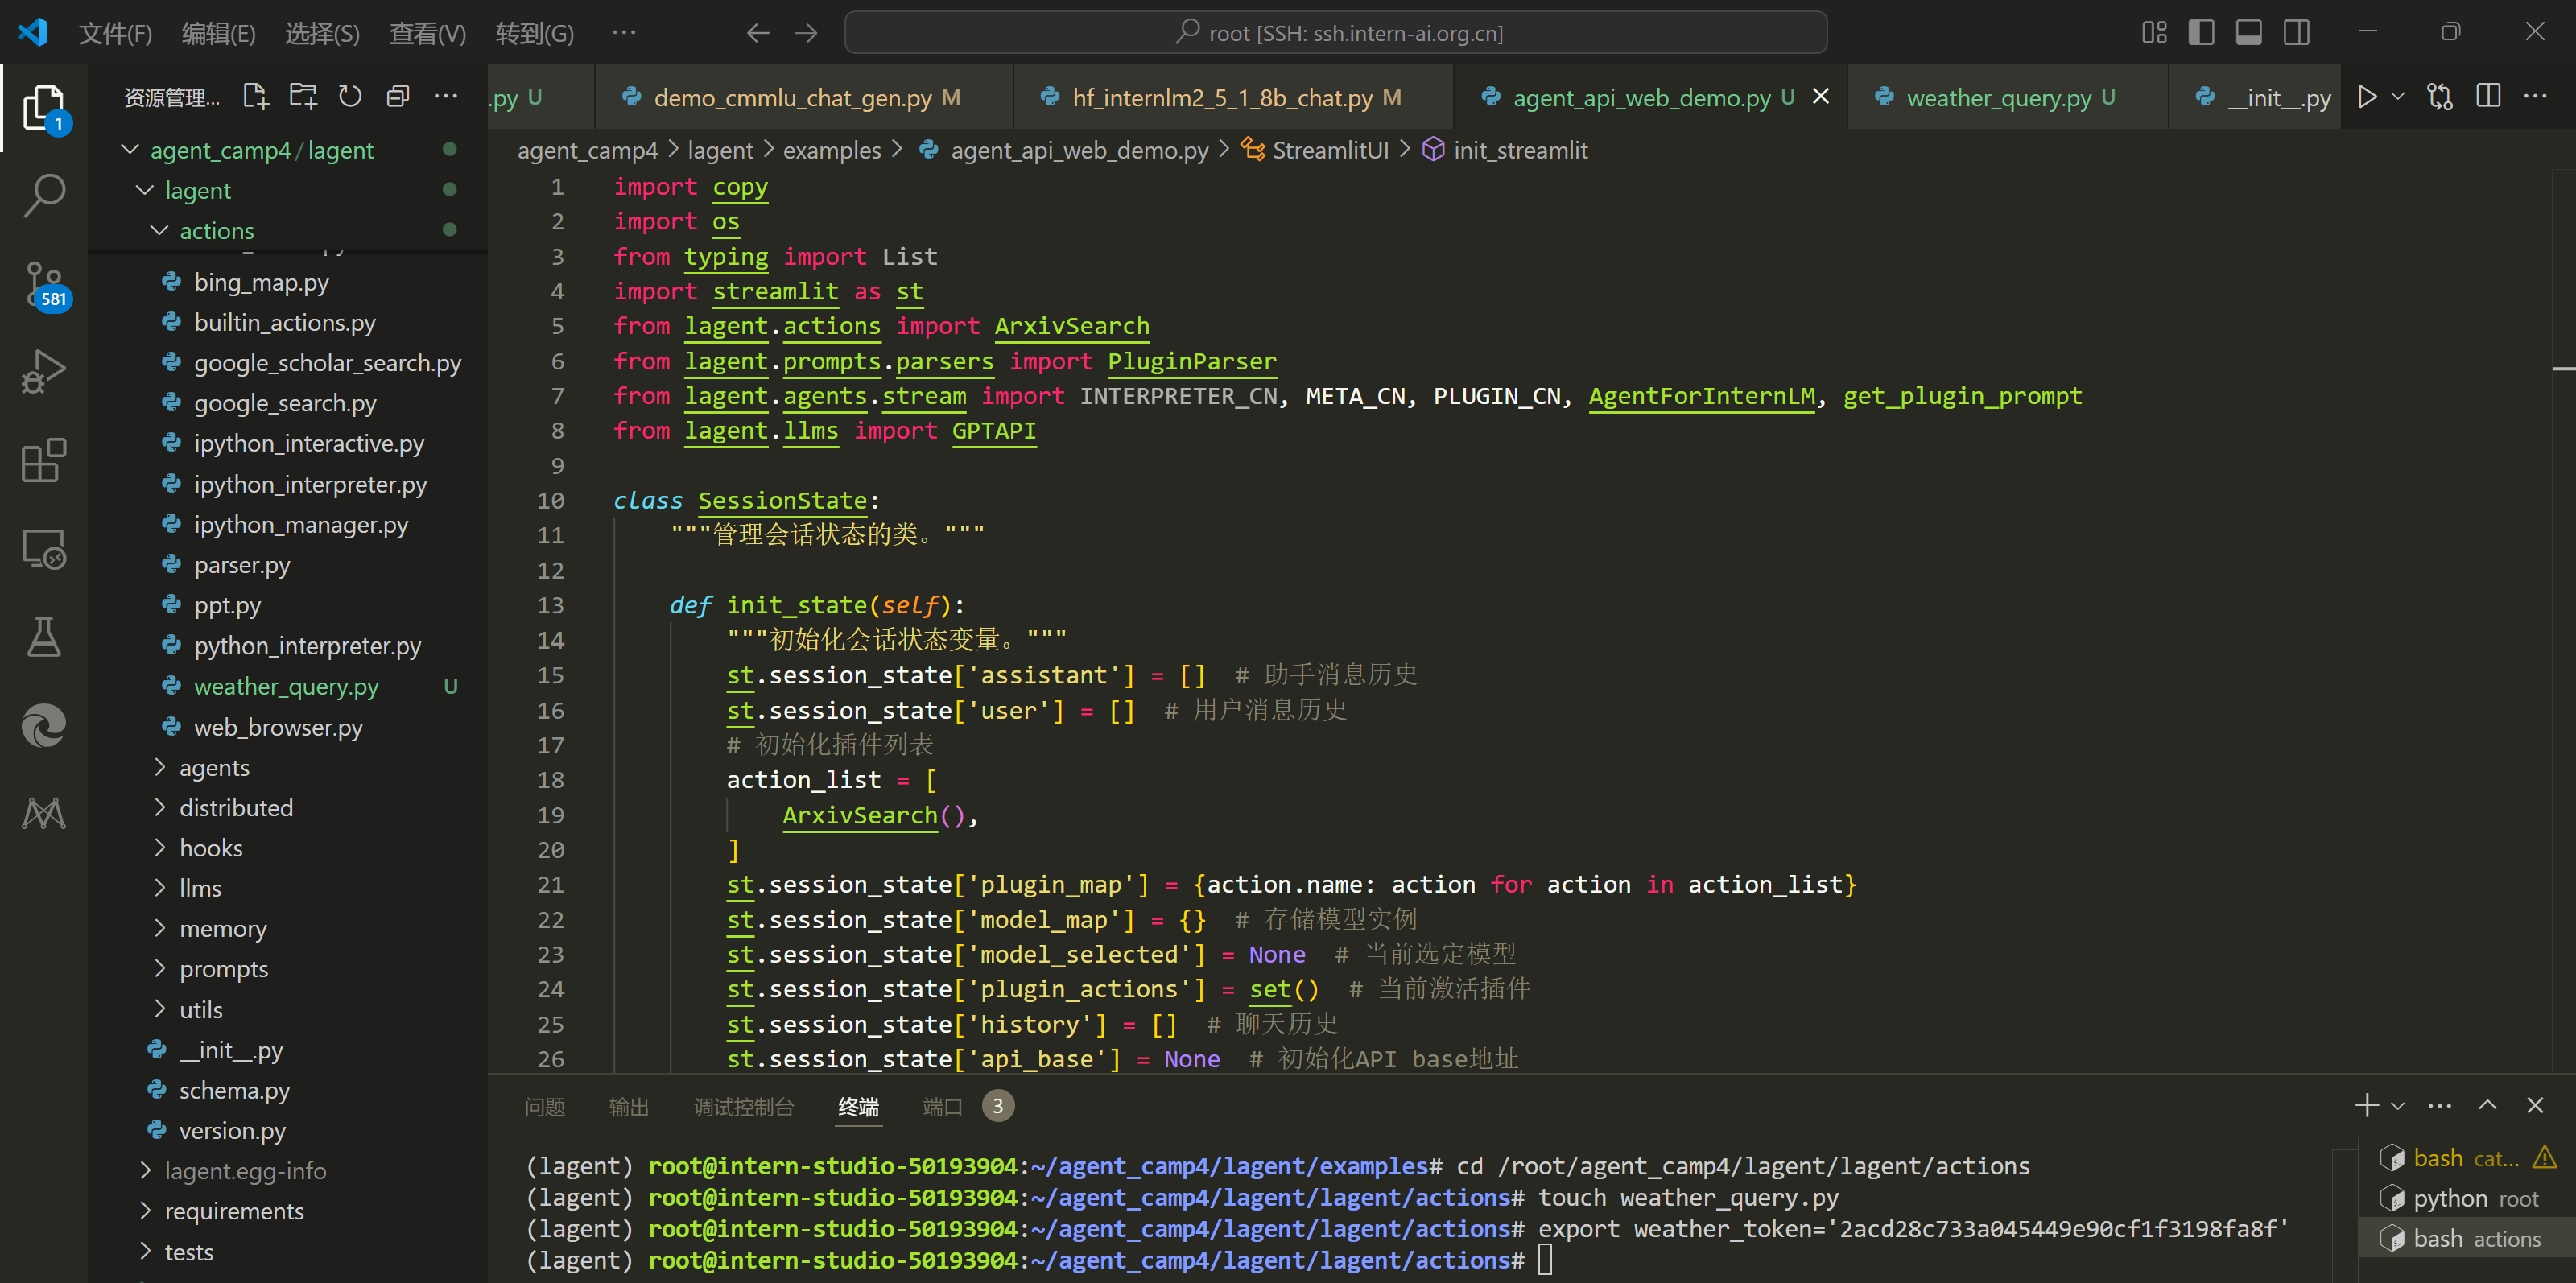 文件(F) 编辑(E) 选择(S) 查看(V) 转到(G) ··· root [SSH: ssh.intern-ai.org.cn]
资源管理... ···
.py U demo_cmmlu_chat_gen.py M hf_internlm2_5_1_8b_chat.py M agent_api_web_demo.py U weather_query.py U __init__.py ···
agent_camp4 > lagent > examples > agent_api_web_demo.py > StreamlitUI > init_streamlit
1
581
agent_camp4/lagent
lagent
actions
bing_map.py
builtin_actions.py
google_scholar_search.py
google_search.py
ipython_interactive.py
ipython_interpreter.py
ipython_manager.py
parser.py
ppt.py
python_interpreter.py
weather_query.py U
web_browser.py
agents
distributed
hooks
llms
memory
prompts
utils
__init__.py
schema.py
version.py
lagent.egg-info
requirements
tests
1 import copy
2 import os
3 from typing import List
4 import streamlit as st
5 from lagent.actions import ArxivSearch
6 from lagent.prompts.parsers import PluginParser
7 from lagent.agents.stream import INTERPRETER_CN, META_CN, PLUGIN_CN, AgentForInternLM, get_plugin_prompt
8 from lagent.llms import GPTAPI
9
10 class SessionState:
11     """管理会话状态的类。"""
12
13     def init_state(self):
14         """初始化会话状态变量。"""
15         st.session_state['assistant'] = []  # 助手消息历史
16         st.session_state['user'] = []  # 用户消息历史
17         # 初始化插件列表
18         action_list = [
19             ArxivSearch(),
20         ]
21         st.session_state['plugin_map'] = {action.name: action for action in action_list}
22         st.session_state['model_map'] = {}  # 存储模型实例
23         st.session_state['model_selected'] = None  # 当前选定模型
24         st.session_state['plugin_actions'] = set()  # 当前激活插件
25         st.session_state['history'] = []  # 聊天历史
26         st.session_state['api_base'] = None  # 初始化API base地址
问题 输出 调试控制台 终端 端口 3
(lagent) root@intern-studio-50193904:~/agent_camp4/lagent/examples# cd /root/agent_camp4/lagent/lagent/actions
(lagent) root@intern-studio-50193904:~/agent_camp4/lagent/lagent/actions# touch weather_query.py
(lagent) root@intern-studio-50193904:~/agent_camp4/lagent/lagent/actions# export weather_token='2acd28c733a045449e90cf1f3198fa8f'
(lagent) root@intern-studio-50193904:~/agent_camp4/lagent/lagent/actions#
bash cat...
python root
bash actions